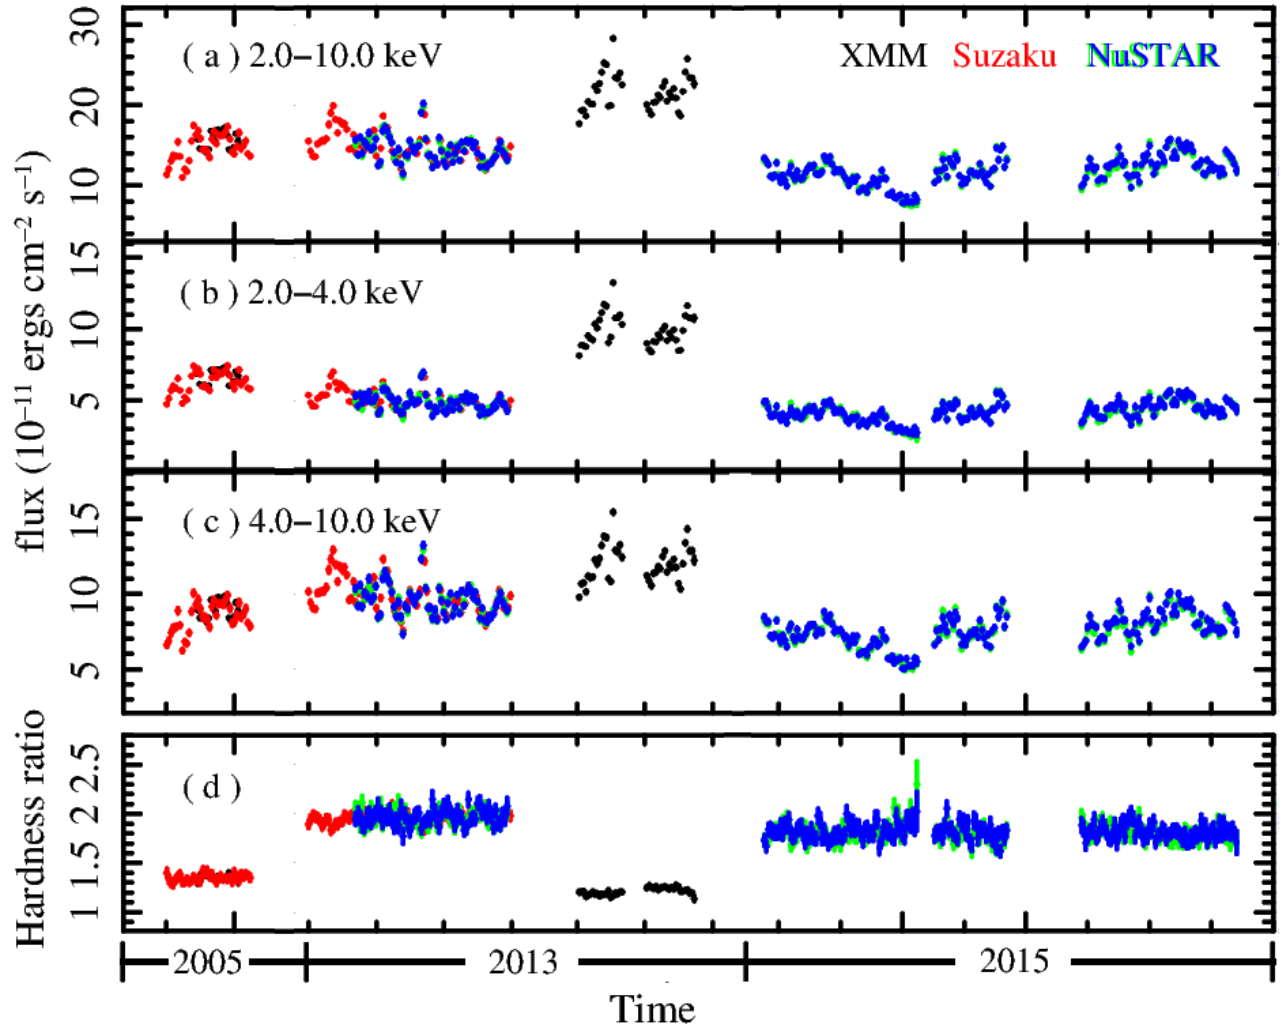 30
20
10
( a ) 2.0–10.0 keV
XMM Suzaku NuSTAR
15
10
5
( b ) 2.0–4.0 keV
15
10
5
( c ) 4.0–10.0 keV
flux (10⁻¹¹ ergs cm⁻² s⁻¹)
2.5
2
1.5
1
( d )
Hardness ratio
2005 2013 2015
Time